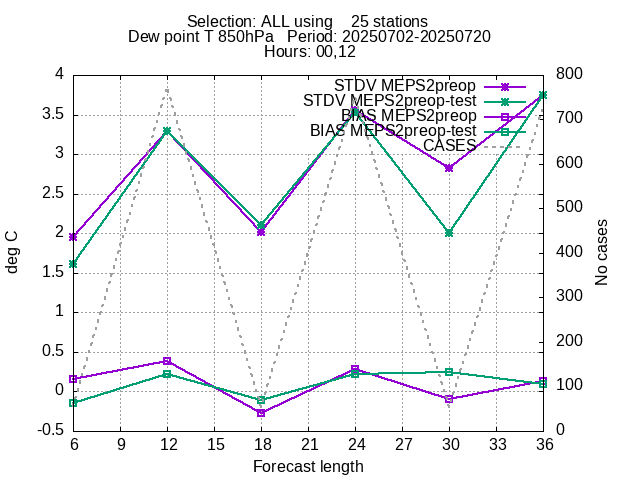 Selection: ALL using    25 stations
Dew point T 850hPa   Period: 20250702-20250720
Hours: 00,12
STDV MEPS2preop
STDV MEPS2preop-test
BIAS MEPS2preop
BIAS MEPS2preop-test
CASES
4
3.5
3
2.5
2
1.5
1
0.5
0
-0.5
deg C
800
700
600
500
400
300
200
100
0
No cases
6 9 12 15 18 21 24 27 30 33 36
Forecast length